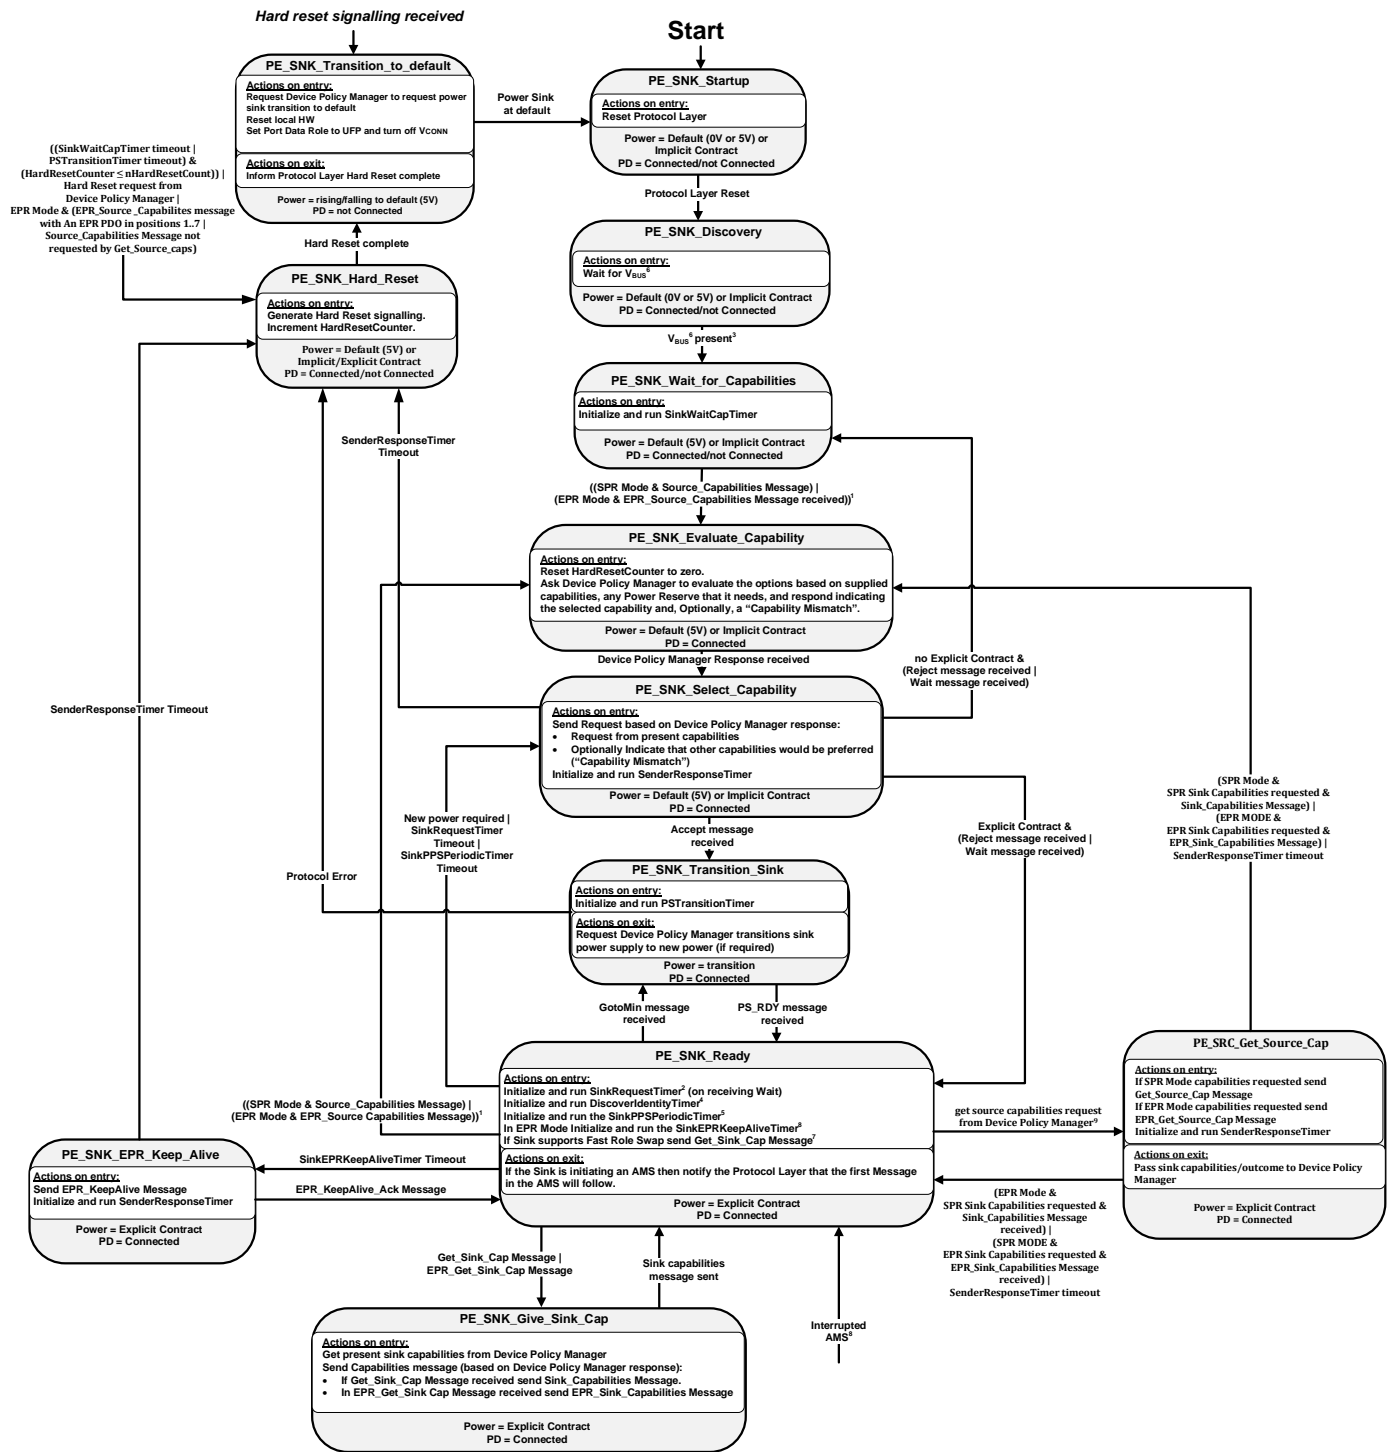 Hard reset signalling received
Start
PE_SNK_Transition_to_default
Actions on entry:
Request Device Policy Manager to request power
sink transition to default
Reset local HW
Set Port Data Role to UFP and turn off VCONN
Actions on exit:
Inform Protocol Layer Hard Reset complete
Power = rising/falling to default (5V)
PD = not Connected
Power Sink
at default
PE_SNK_Startup
Actions on entry:
Reset Protocol Layer
Power = Default (0V or 5V) or
Implicit Contract
PD = Connected/not Connected
((SinkWaitCapTimer timeout |
PSTransitionTimer timeout) &
(HardResetCounter ≤ nHardResetCount)) |
Hard Reset request from
Device Policy Manager |
EPR Mode & (EPR_Source_Capabilites message
with An EPR PDO in positions 1..7 |
Source_Capabilities Message not
requested by Get_Source_caps)
Hard Reset complete
Protocol Layer Reset
PE_SNK_Discovery
Actions on entry:
Wait for VBUS⁶
Power = Default (0V or 5V) or Implicit Contract
PD = Connected/not Connected
PE_SNK_Hard_Reset
Actions on entry:
Generate Hard Reset signalling.
Increment HardResetCounter.
Power = Default (5V) or
Implicit/Explicit Contract
PD = Connected/not Connected
VBUS⁶ present³
PE_SNK_Wait_for_Capabilities
Actions on entry:
Initialize and run SinkWaitCapTimer
Power = Default (5V) or Implicit Contract
PD = Connected/not Connected
SenderResponseTimer
Timeout
((SPR Mode & Source_Capabilities Message) |
(EPR Mode & EPR_Source_Capabilities Message received))¹
PE_SNK_Evaluate_Capability
Actions on entry:
Reset HardResetCounter to zero.
Ask Device Policy Manager to evaluate the options based on supplied
capabilities, any Power Reserve that it needs, and respond indicating
the selected capability and, Optionally, a “Capability Mismatch”.
Power = Default (5V) or Implicit Contract
PD = Connected
Device Policy Manager Response received
no Explicit Contract &
(Reject message received |
Wait message received)
SenderResponseTimer Timeout
PE_SNK_Select_Capability
Actions on entry:
Send Request based on Device Policy Manager response:
• Request from present capabilities
• Optionally Indicate that other capabilities would be preferred
(“Capability Mismatch”)
Initialize and run SenderResponseTimer
Power = Default (5V) or Implicit Contract
PD = Connected
(SPR Mode &
SPR Sink Capabilities requested &
Sink_Capabilities Message) |
(EPR MODE &
EPR Sink Capabilities requested &
EPR_Sink_Capabilities Message) |
SenderResponseTimer timeout
New power required |
SinkRequestTimer
Timeout |
SinkPPSPeriodicTimer
Timeout
Accept message
received
Explicit Contract &
(Reject message received |
Wait message received)
Protocol Error
PE_SNK_Transition_Sink
Actions on entry:
Initialize and run PSTransitionTimer
Actions on exit:
Request Device Policy Manager transitions sink
power supply to new power (if required)
Power = transition
PD = Connected
GotoMin message
received
PS_RDY message
received
PE_SNK_Ready
Actions on entry:
Initialize and run SinkRequestTimer² (on receiving Wait)
Initialize and run DiscoverIdentityTimer⁴
Initialize and run the SinkPPSPeriodicTimer⁵
In EPR Mode Initialize and run the SinkEPRKeepAliveTimer⁸
If Sink supports Fast Role Swap send Get_Sink_Cap Message⁷
Actions on exit:
If the Sink is initiating an AMS then notify the Protocol Layer that the first Message
in the AMS will follow.
Power = Explicit Contract
PD = Connected
((SPR Mode & Source_Capabilities Message) |
(EPR Mode & EPR_Source Capabilities Message))¹
get source capabilities request
from Device Policy Manager⁹
PE_SRC_Get_Source_Cap
Actions on entry:
If SPR Mode capabilities requested send
Get_Source_Cap Message
If EPR Mode capabilities requested send
EPR_Get_Source_Cap Message
Initialize and run SenderResponseTimer
Actions on exit:
Pass sink capabilities/outcome to Device Policy
Manager
Power = Explicit Contract
PD = Connected
PE_SNK_EPR_Keep_Alive
Actions on entry:
Send EPR_KeepAlive Message
Initialize and run SenderResponseTimer
Power = Explicit Contract
PD = Connected
SinkEPRKeepAliveTimer Timeout
EPR_KeepAlive_Ack Message
(EPR Mode &
SPR Sink Capabilities requested &
Sink_Capabilities Message
received) |
(SPR MODE &
EPR Sink Capabilities requested &
EPR_Sink_Capabilities Message
received) |
SenderResponseTimer timeout
Get_Sink_Cap Message |
EPR_Get_Sink_Cap Message
Sink capabilities
message sent
Interrupted
AMS⁸
PE_SNK_Give_Sink_Cap
Actions on entry:
Get present sink capabilities from Device Policy Manager
Send Capabilities message (based on Device Policy Manager response):
• If Get_Sink_Cap Message received send Sink_Capabilities Message.
• In EPR_Get_Sink Cap Message received send EPR_Sink_Capabilities Message
Power = Explicit Contract
PD = Connected